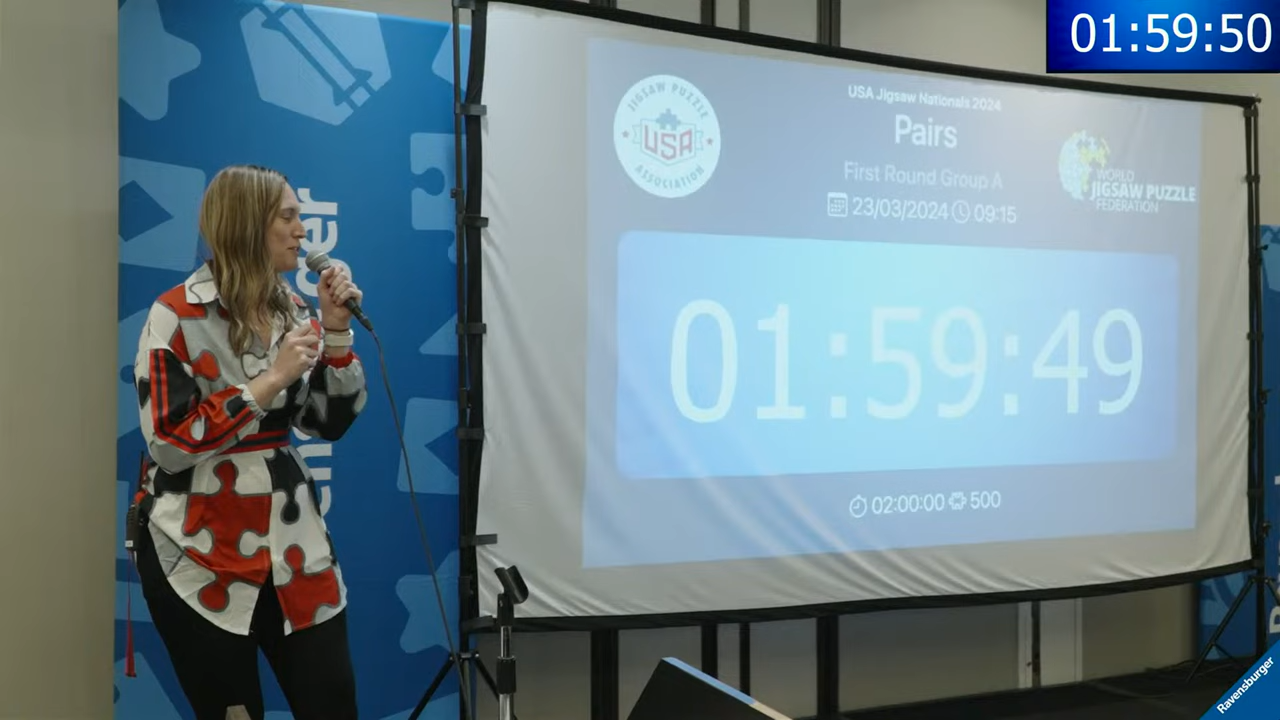 01:59:50
USA Jigsaw Nationals 2024
Pairs
First Round Group A
23/03/2024 09:15
JIGSAW PUZZLE
USA
ASSOCIATION
WORLD
JIGSAW PUZZLE
FEDERATION
01:59:49
02:00:00 500
Ravensburger